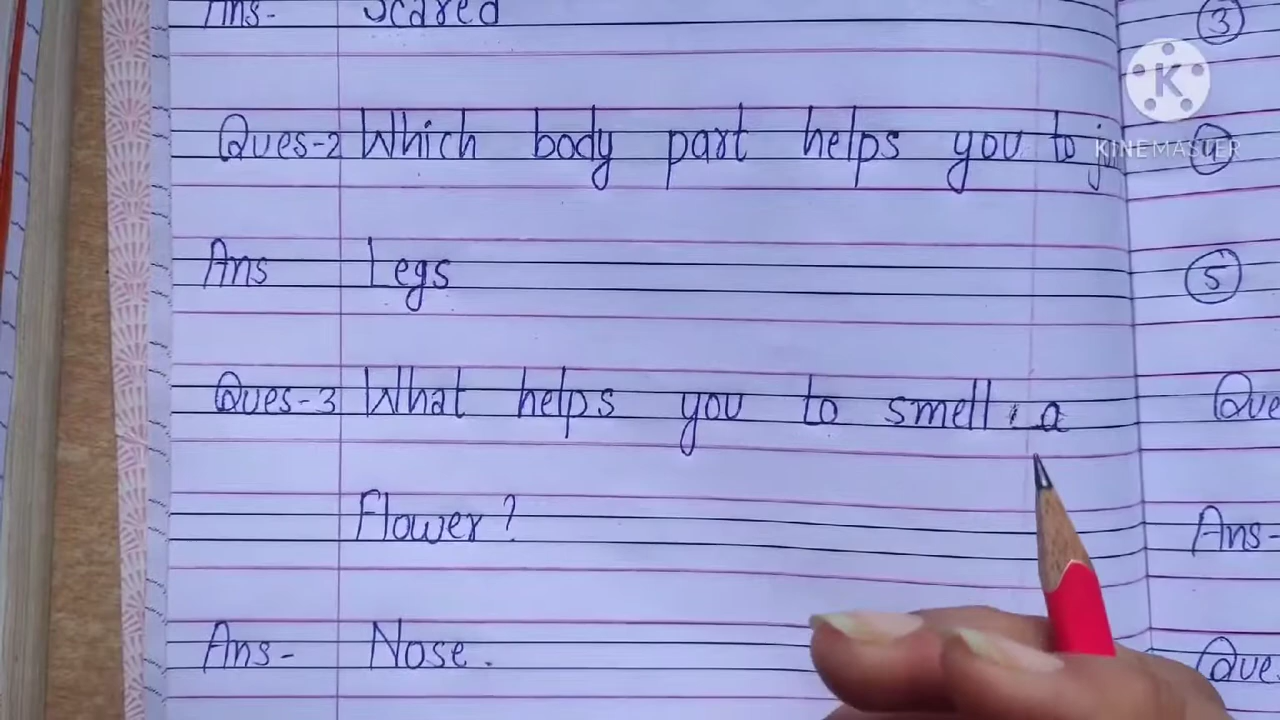 Ans- Scared
Ques-2 Which body part helps you to
Ans Legs
Ques-3 What helps you to smell a
Flower?
Ans- Nose.
3
4
5
Que
Ans-
Que
K
KINEMASTER